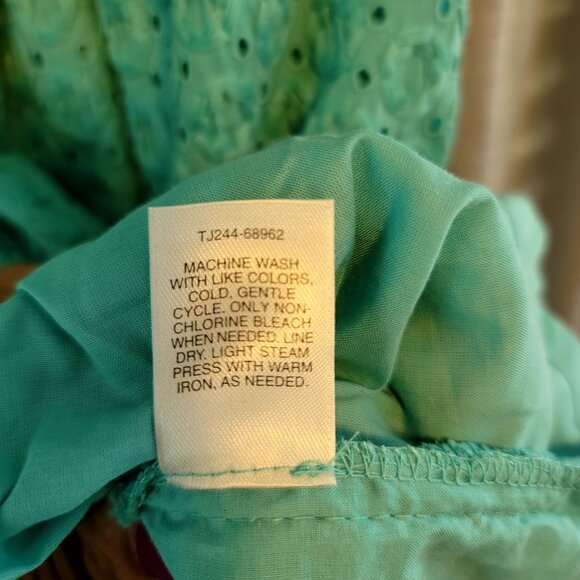 TJ244-68962
MACHINE WASH
WITH LIKE COLORS,
COLD, GENTLE
CYCLE. ONLY NON-
CHLORINE BLEACH
WHEN NEEDED. LINE
DRY. LIGHT STEAM
PRESS WITH WARM
IRON, AS NEEDED.